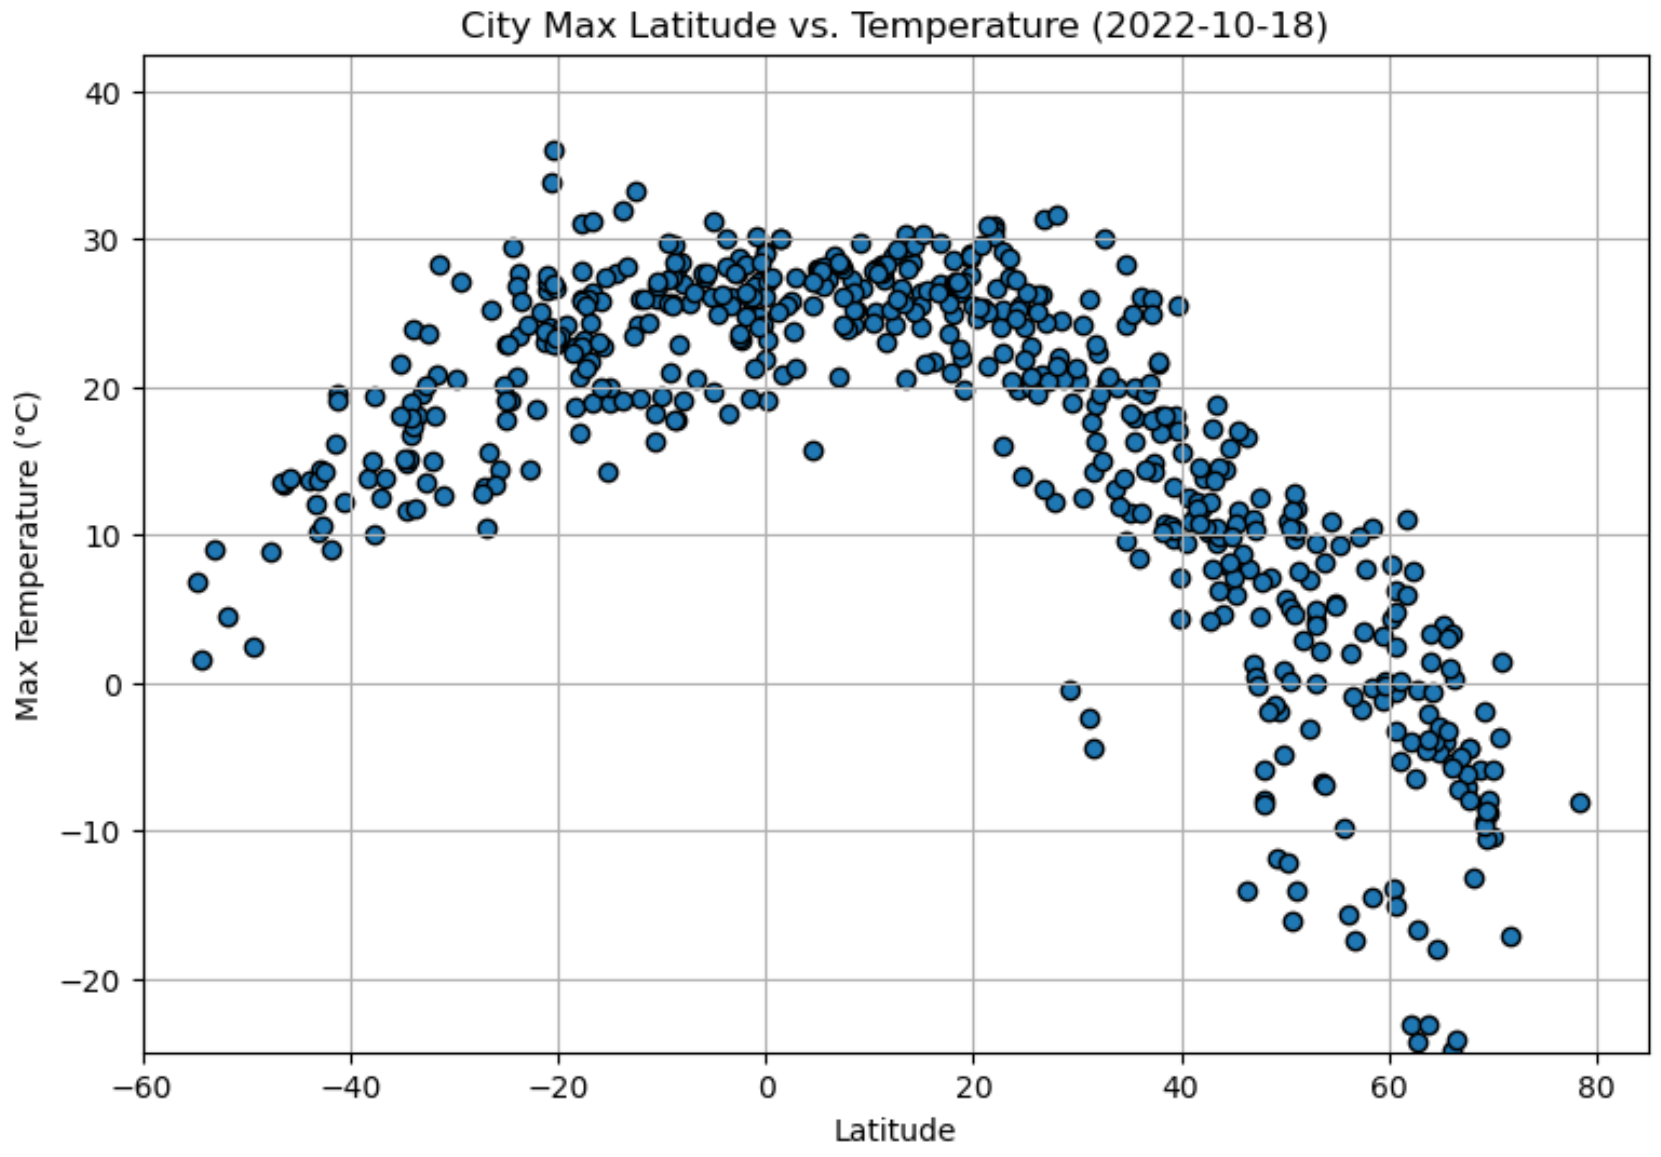 City Max Latitude vs. Temperature (2022-10-18)
Max Temperature (°C)
40
30
20
10
0
−10
−20
−60 −40 −20 0 20 40 60 80
Latitude